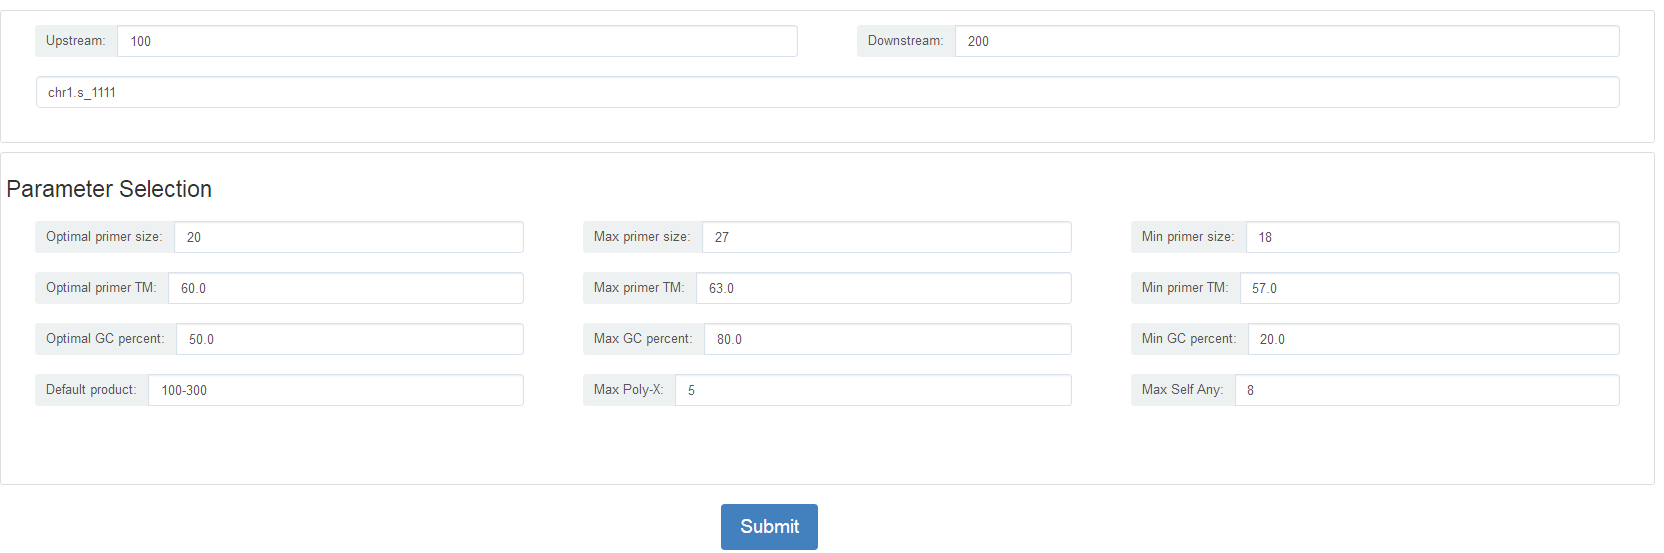 Upstream: 100 Downstream: 200
chr1.s_1111
Parameter Selection
Optimal primer size: 20 Max primer size: 27 Min primer size: 18
Optimal primer TM: 60.0 Max primer TM: 63.0 Min primer TM: 57.0
Optimal GC percent: 50.0 Max GC percent: 80.0 Min GC percent: 20.0
Default product: 100-300 Max Poly-X: 5 Max Self Any: 8
Submit